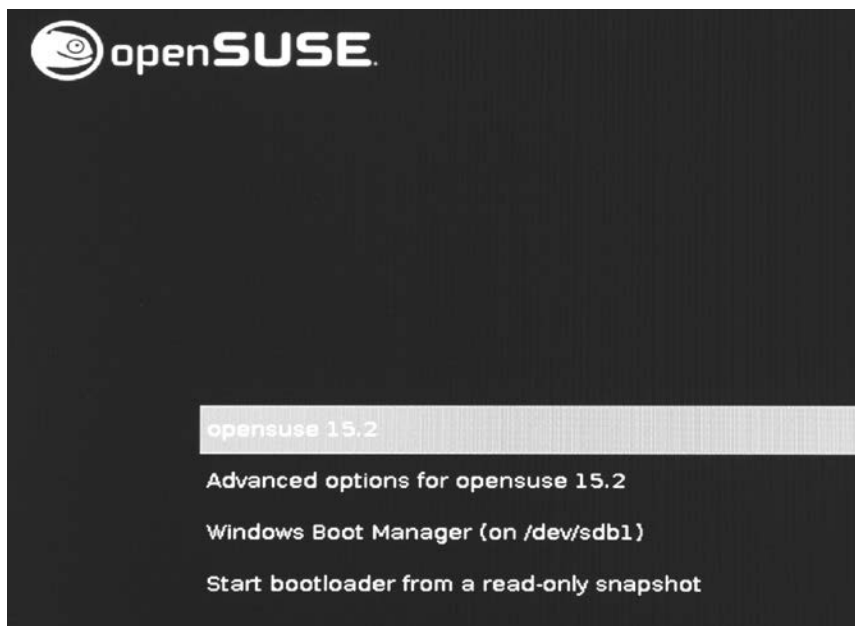 openSUSE.
opensuse 15.2
Advanced options for opensuse 15.2
Windows Boot Manager (on /dev/sdb1)
Start bootloader from a read-only snapshot